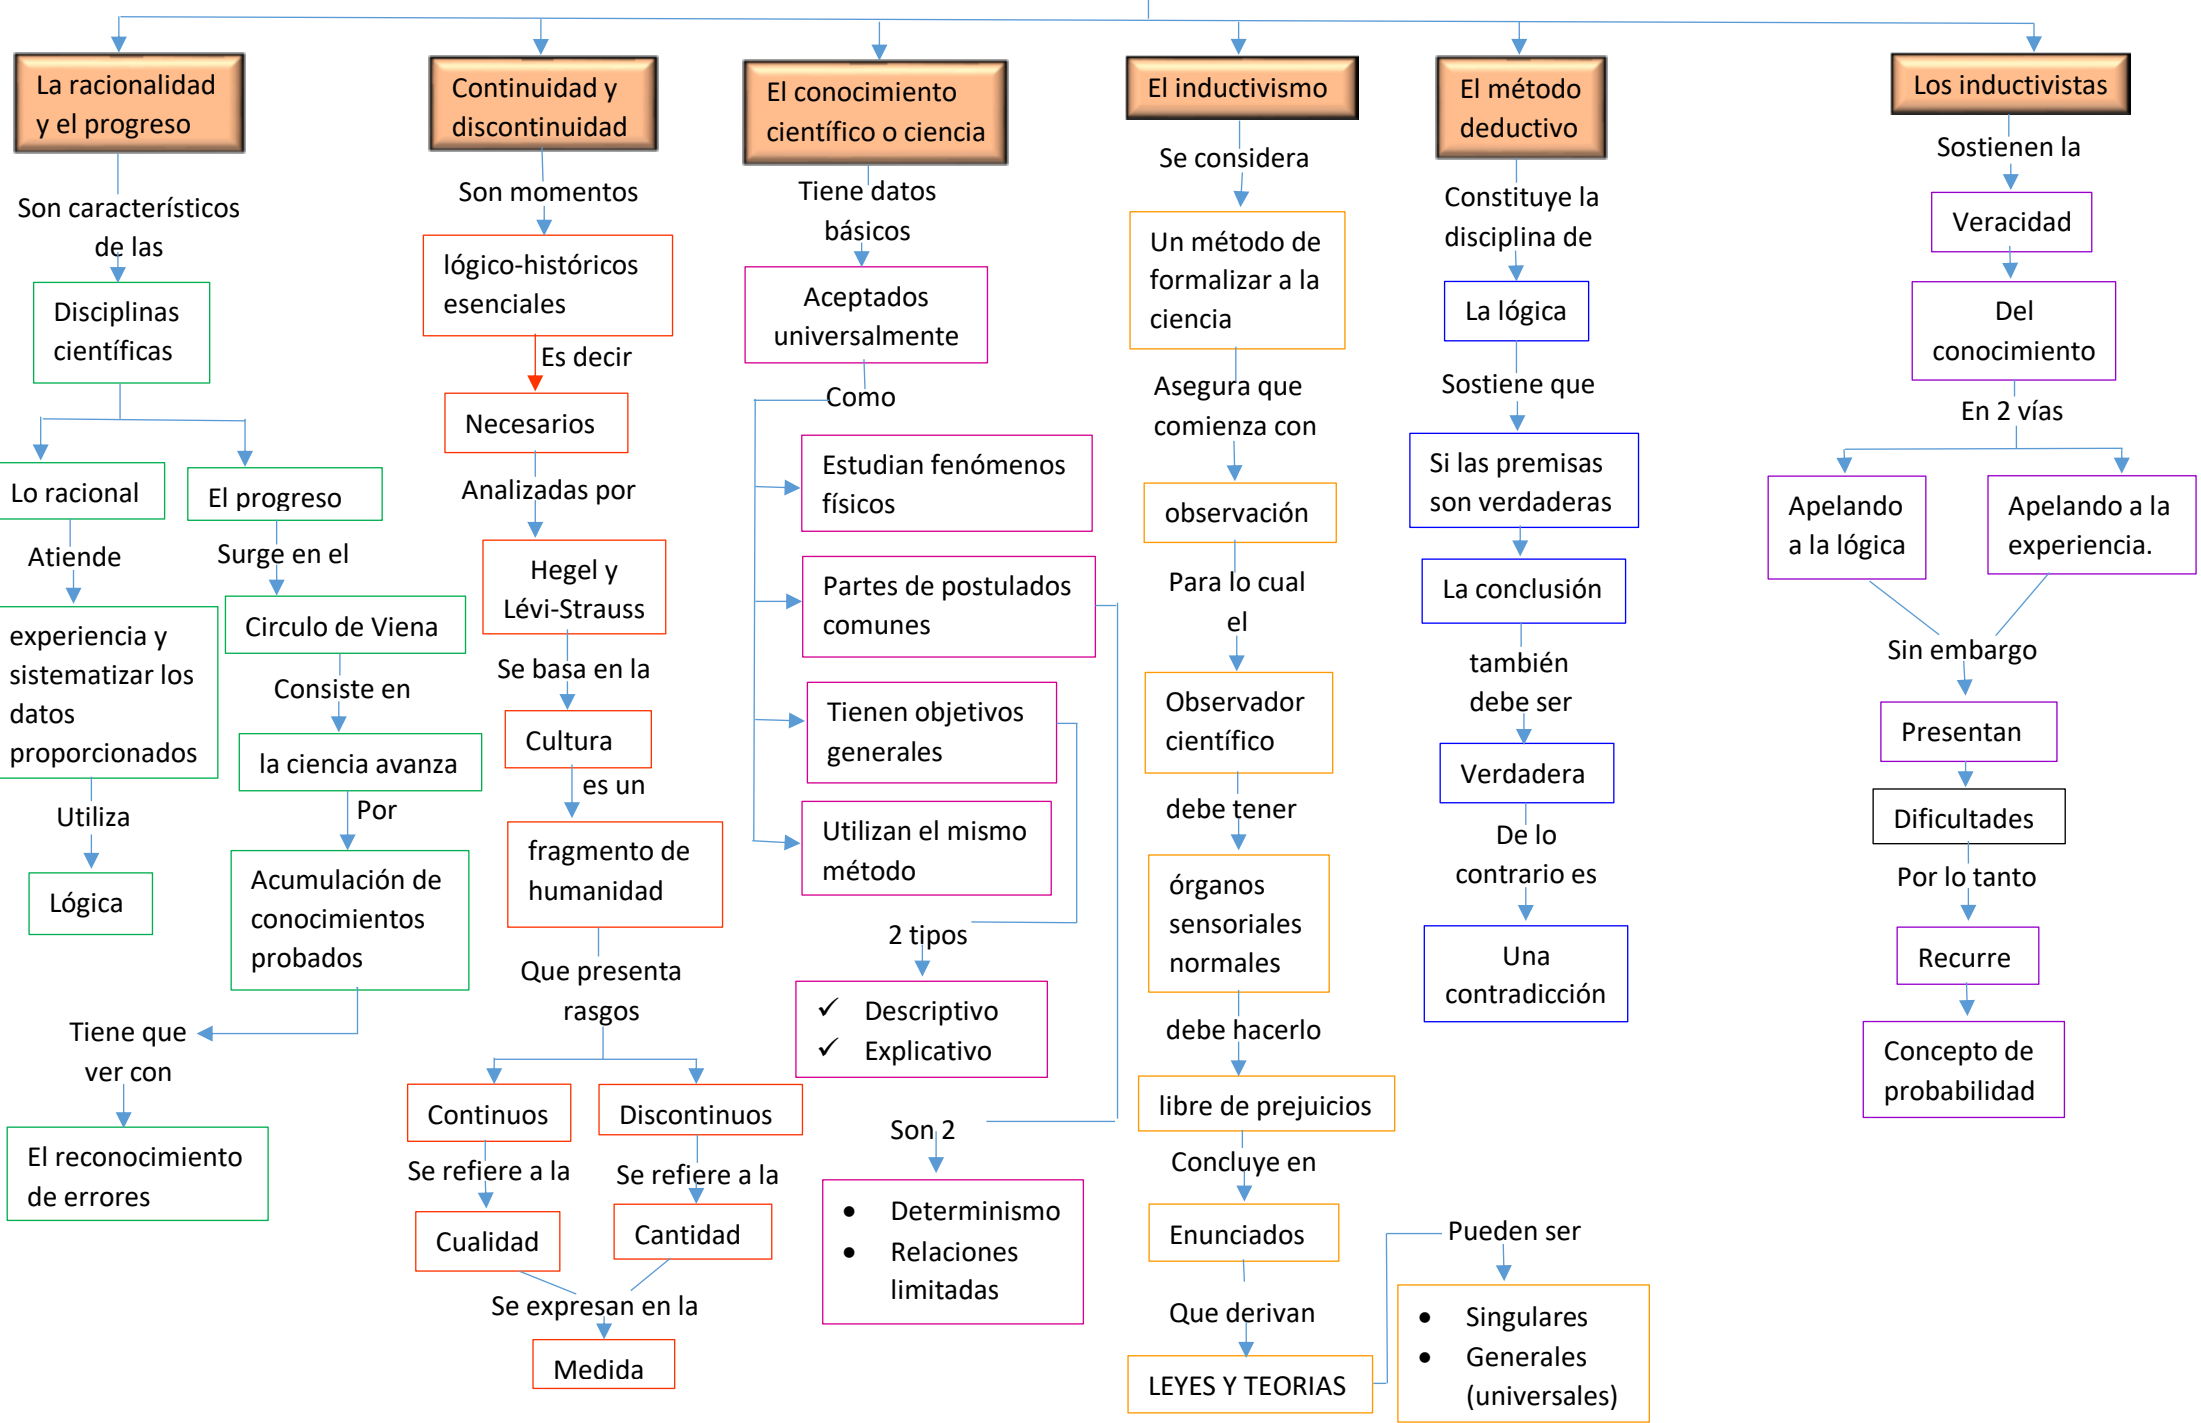 La racionalidad
y el progreso
Son característicos
de las
Disciplinas
científicas
Lo racional
Atiende
experiencia y
sistematizar los
datos
proporcionados
Utiliza
Lógica
El progreso
Surge en el
Circulo de Viena
Consiste en
la ciencia avanza
Por
Acumulación de
conocimientos
probados
Tiene que
ver con
El reconocimiento
de errores
Continuidad y
discontinuidad
Son momentos
lógico-históricos
esenciales
Es decir
Necesarios
Analizadas por
Hegel y
Lévi-Strauss
Se basa en la
Cultura
es un
fragmento de
humanidad
Que presenta
rasgos
Continuos
Se refiere a la
Cualidad
Discontinuos
Se refiere a la
Cantidad
Se expresan en la
Medida
El conocimiento
científico o ciencia
Tiene datos
básicos
Aceptados
universalmente
Como
Estudian fenómenos
físicos
Partes de postulados
comunes
Tienen objetivos
generales
Utilizan el mismo
método
2 tipos
✓ Descriptivo
✓ Explicativo
Son 2
• Determinismo
• Relaciones
limitadas
El inductivismo
Se considera
Un método de
formalizar a la
ciencia
Asegura que
comienza con
observación
Para lo cual
el
Observador
científico
debe tener
órganos
sensoriales
normales
debe hacerlo
libre de prejuicios
Concluye en
Enunciados
Que derivan
LEYES Y TEORIAS
Pueden ser
• Singulares
• Generales
(universales)
El método
deductivo
Constituye la
disciplina de
La lógica
Sostiene que
Si las premisas
son verdaderas
La conclusión
también
debe ser
Verdadera
De lo
contrario es
Una
contradicción
Los inductivistas
Sostienen la
Veracidad
Del
conocimiento
En 2 vías
Apelando
a la lógica
Apelando a la
experiencia.
Sin embargo
Presentan
Dificultades
Por lo tanto
Recurre
Concepto de
probabilidad